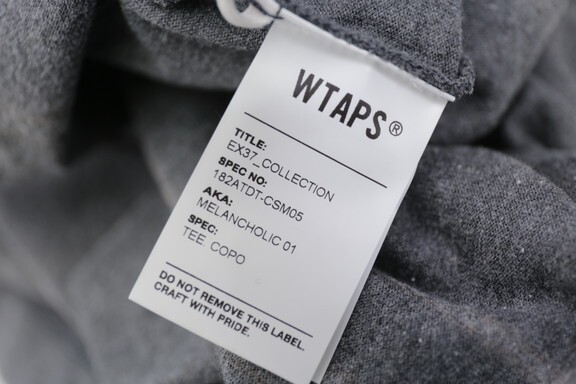 WTAPS®
TITLE:
EX37_COLLECTION
SPEC NO:
182ATDT-CSM05
AKA:
MELANCHOLIC 01
SPEC:
TEE. COPO
DO NOT REMOVE THIS LABEL.
CRAFT WITH PRIDE.